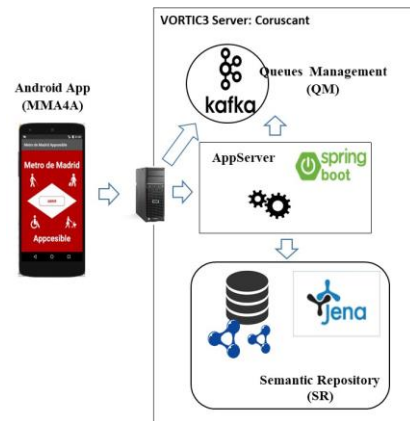 VORTIC3 Server: Coruscant
Android App
(MMA4A)
Metro de Madrid Appcesible
Metro de Madrid
Appcesible
kafka
Queues Management
(QM)
AppServer
spring
boot
Jena
Semantic Repository
(SR)